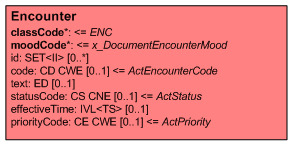 Encounter
classCode*: <= ENC
moodCode*: <= x_DocumentEncounterMood
id: SET<II> [0..*]
code: CD CWE [0..1] <= ActEncounterCode
text: ED [0..1]
statusCode: CS CNE [0..1] <= ActStatus
effectiveTime: IVL<TS> [0..1]
priorityCode: CE CWE [0..1] <= ActPriority